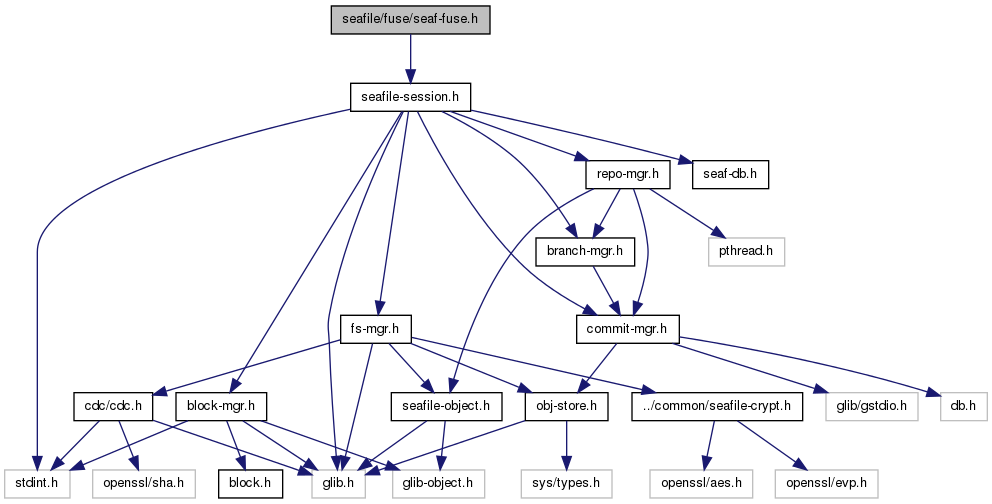 seafile/fuse/seaf-fuse.h
seafile-session.h
repo-mgr.h
seaf-db.h
branch-mgr.h
pthread.h
fs-mgr.h
commit-mgr.h
cdc/cdc.h
block-mgr.h
seafile-object.h
obj-store.h
../common/seafile-crypt.h
glib/gstdio.h
db.h
stdint.h
openssl/sha.h
block.h
glib.h
glib-object.h
sys/types.h
openssl/aes.h
openssl/evp.h